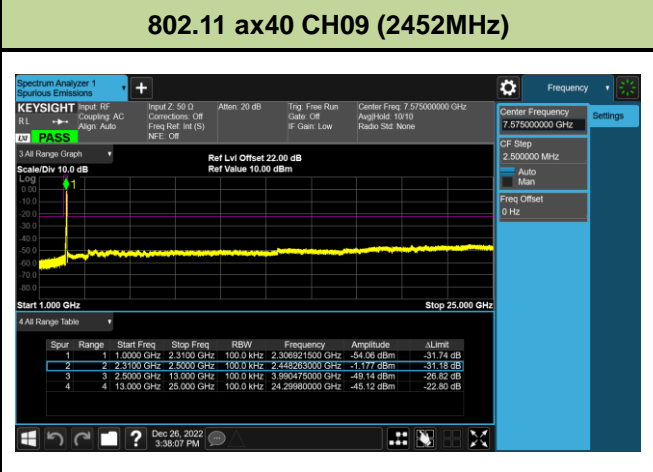 802.11 ax40 CH09 (2452MHz)
Spectrum Analyzer 1
Spurious Emissions
+
Frequency
KEYSIGHT Input: RF Input Z: 50 Ω Atten: 20 dB Trig: Free Run Center Freq: 7.575000000 GHz
RL Coupling: AC Corrections: Off Gate: Off Avg|Hold: 10/10
Align: Auto Freq Ref: Int (S) IF Gain: Low Radio Std: None
LXI PASS NFE: Off
Center Frequency
7.575000000 GHz
Settings
CF Step
2.500000 MHz
Auto
Man
Freq Offset
0 Hz
3 All Range Graph
Ref Lvl Offset 22.00 dB
Scale/Div 10.0 dB Ref Value 10.00 dBm
Log
1
0.00
-10.0
-20.0
-30.0
-40.0
-50.0
-60.0
-70.0
-80.0
Start 1.000 GHz Stop 25.000 GHz
4 All Range Table
Spur Range Start Freq Stop Freq RBW Frequency Amplitude ΔLimit
1 1 1.0000 GHz 2.3100 GHz 100.0 kHz 2.306921500 GHz -54.06 dBm -31.74 dB
2 2 2.3100 GHz 2.5000 GHz 100.0 kHz 2.448263000 GHz -1.177 dBm -31.18 dB
3 3 2.5000 GHz 13.000 GHz 100.0 kHz 3.990475000 GHz -49.14 dBm -26.82 dB
4 4 13.000 GHz 25.000 GHz 100.0 kHz 24.29980000 GHz -45.12 dBm -22.80 dB
? Dec 26, 2022
3:38:07 PM